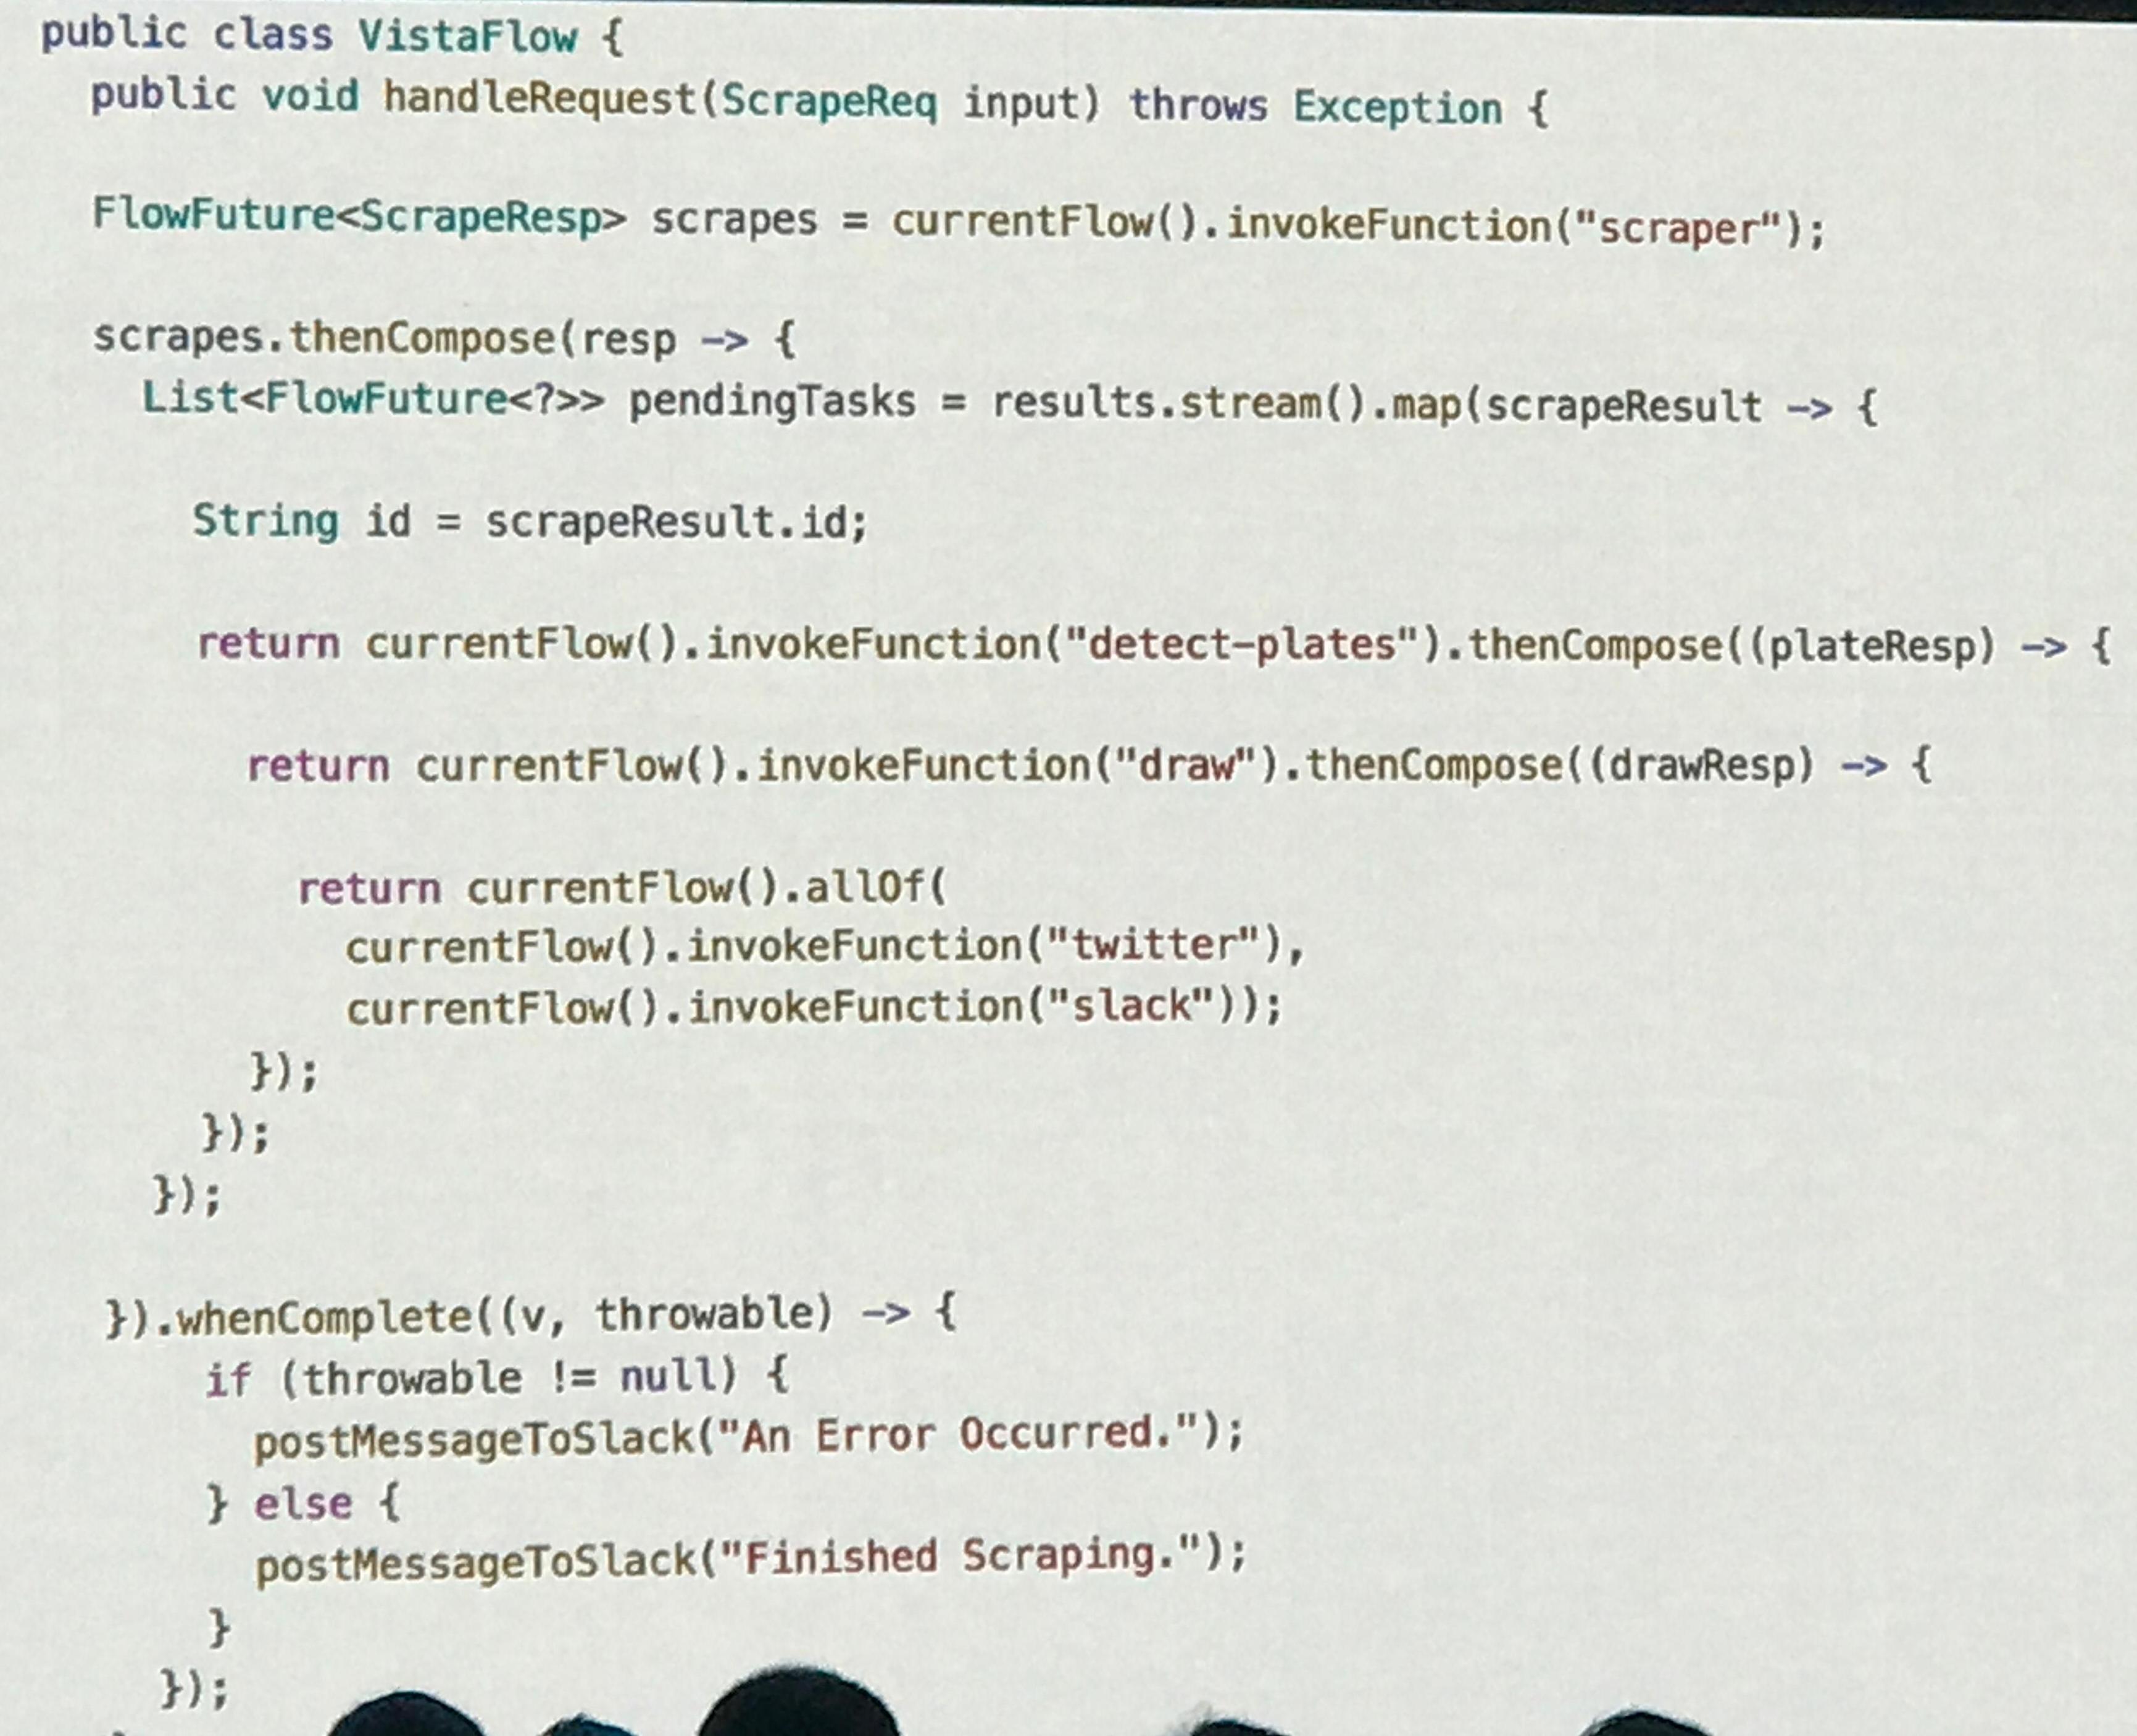 public class VistaFlow {
public void handleRequest(ScrapeReq input) throws Exception {
FlowFuture<ScrapeResp> scrapes = currentFlow().invokeFunction("scraper");
scrapes.thenCompose(resp -> {
List<FlowFuture<?>> pendingTasks = results.stream().map(scrapeResult -> {
String id = scrapeResult.id;
return currentFlow().invokeFunction("detect-plates").thenCompose((plateResp) -> {
return currentFlow().invokeFunction("draw").thenCompose((drawResp) -> {
return currentFlow().allOf(
currentFlow().invokeFunction("twitter"),
currentFlow().invokeFunction("slack"));
});
});
});
}).whenComplete((v, throwable) -> {
if (throwable != null) {
postMessageToSlack("An Error Occurred.");
} else {
postMessageToSlack("Finished Scraping.");
}
});